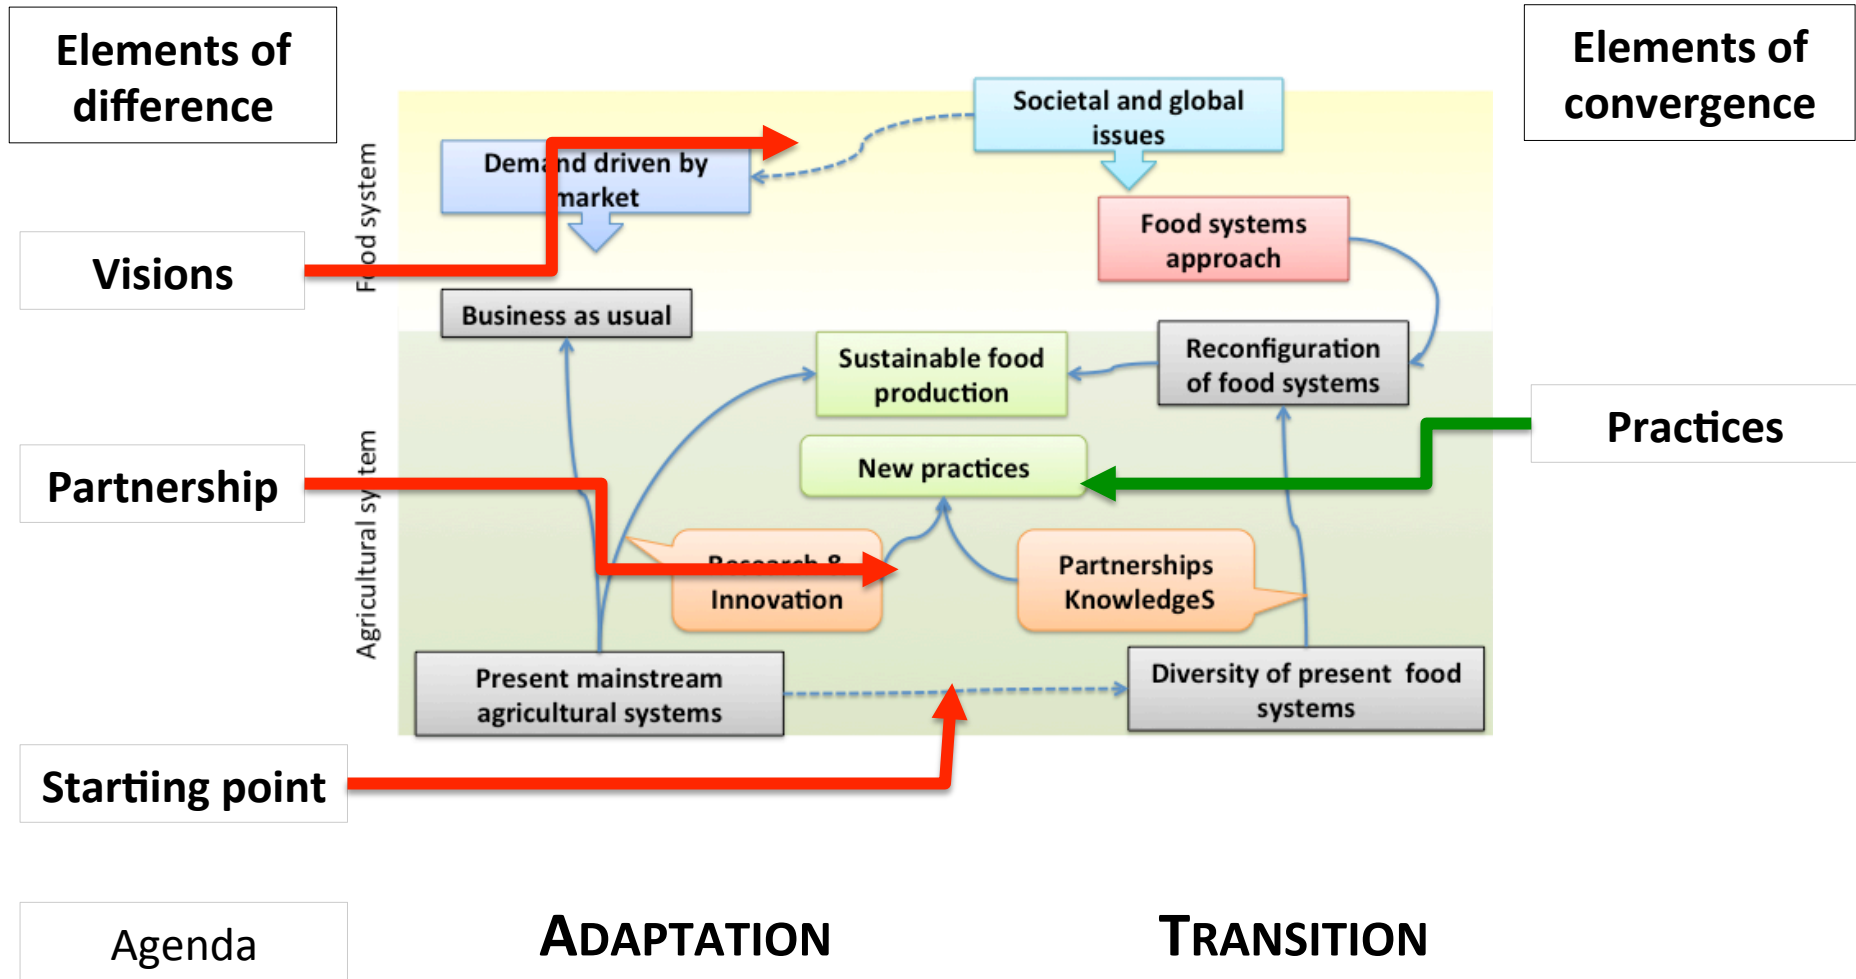 Elements of
difference
Elements of
convergence
Societal and global
issues
Demand driven by
market
Food system
Food systems
approach
Visions
Business as usual
Sustainable food
production
Reconfiguration
of food systems
Practices
New practices
Partnership
Agricultural system
Research &
Innovation
Partnerships
KnowledgeS
Present mainstream
agricultural systems
Diversity of present food
systems
Startiing point
Agenda
ADAPTATION
TRANSITION